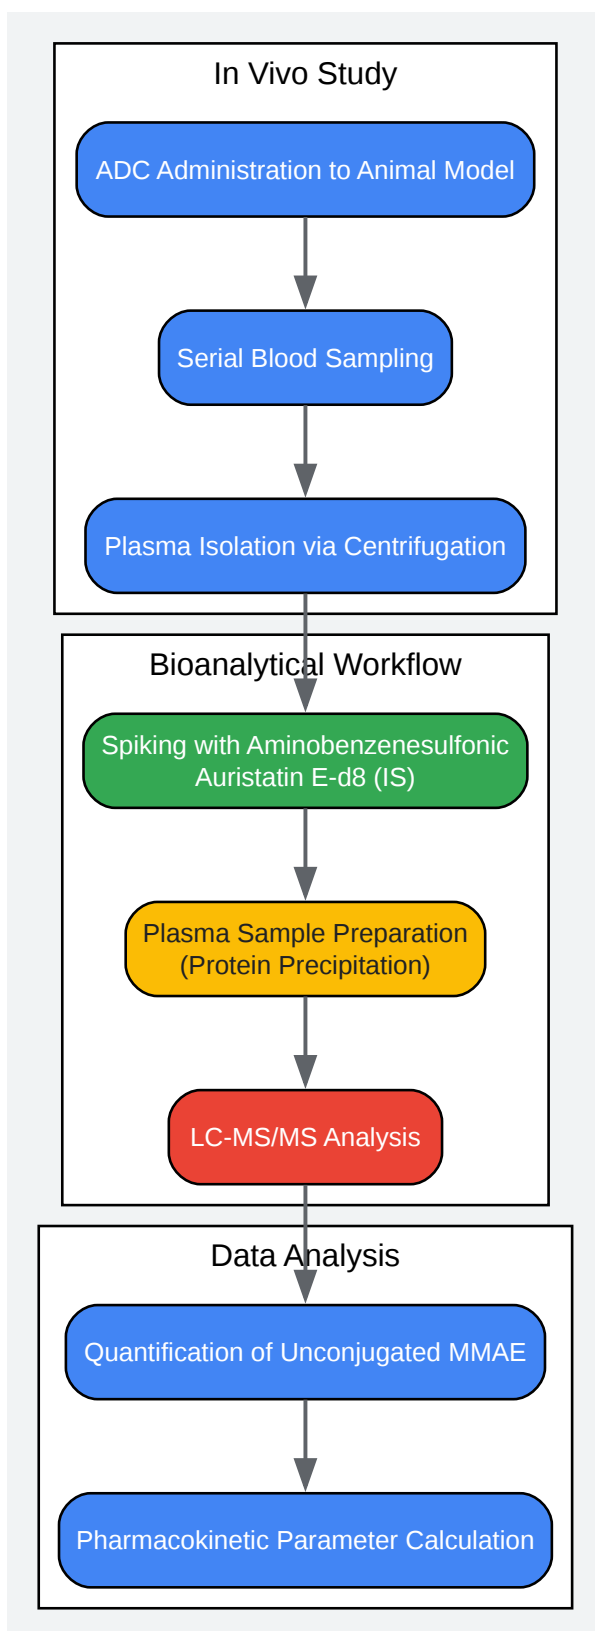 In Vivo Study
ADC Administration to Animal Model
Serial Blood Sampling
Plasma Isolation via Centrifugation
Bioanalytical Workflow
Spiking with Aminobenzenesulfonic
Auristatin E-d8 (IS)
Plasma Sample Preparation
(Protein Precipitation)
LC-MS/MS Analysis
Data Analysis
Quantification of Unconjugated MMAE
Pharmacokinetic Parameter Calculation